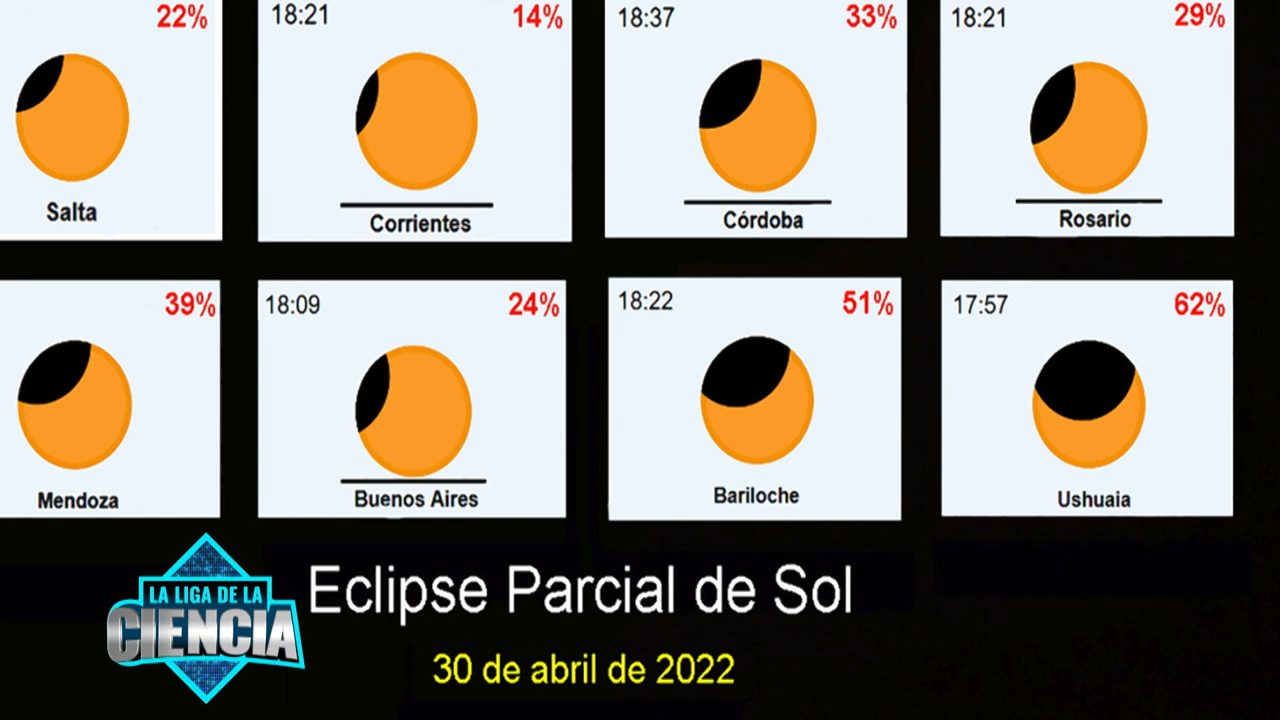 22%
18:21 14%
18:37 33%
18:21 29%
Salta
Corrientes
Córdoba
Rosario
39%
18:09 24%
18:22 51%
17:57 62%
Mendoza
Buenos Aires
Bariloche
Ushuaia
LA LIGA DE LA
CIENCIA
Eclipse Parcial de Sol
30 de abril de 2022